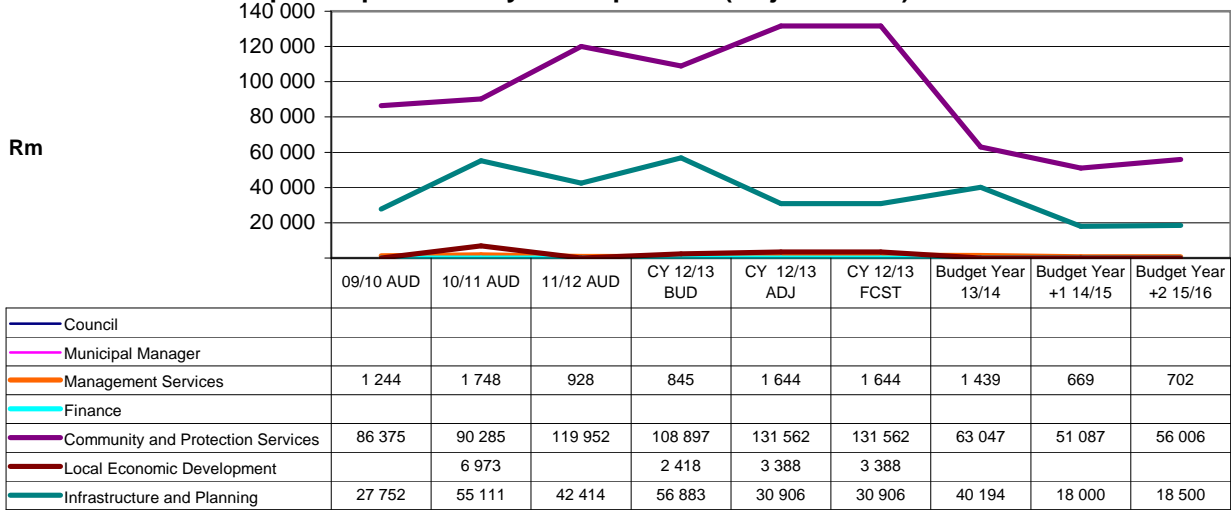 140 000
120 000
100 000
80 000
60 000
40 000
20 000
Rm
09/10 AUD 10/11 AUD 11/12 AUD CY 12/13 BUD CY 12/13 ADJ CY 12/13 FCST Budget Year 13/14 Budget Year +1 14/15 Budget Year +2 15/16
Council
Municipal Manager
Management Services 1 244 1 748 928 845 1 644 1 644 1 439 669 702
Finance
Community and Protection Services 86 375 90 285 119 952 108 897 131 562 131 562 63 047 51 087 56 006
Local Economic Development 6 973 2 418 3 388 3 388
Infrastructure and Planning 27 752 55 111 42 414 56 883 30 906 30 906 40 194 18 000 18 500